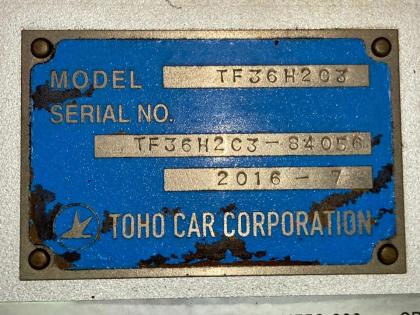 MODEL TF36H2C3
SERIAL NO.
TF36H2C3-84056
2016-7
TOHO CAR CORPORATION